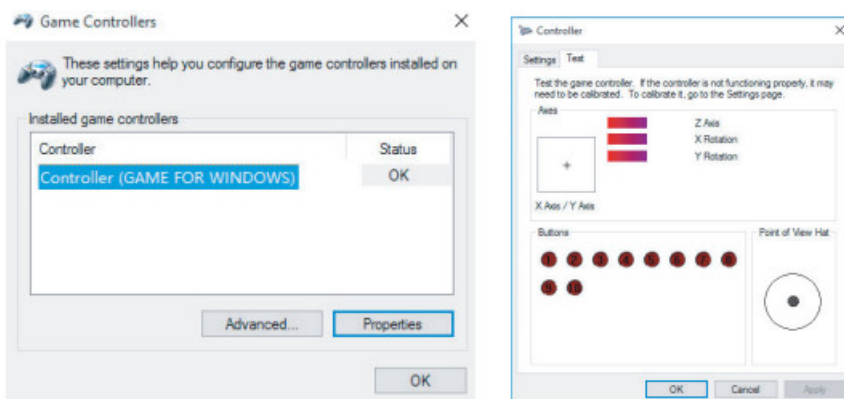 Game Controllers
These settings help you configure the game controllers installed on
your computer.
Installed game controllers
Controller
Status
Controller (GAME FOR WINDOWS)
OK
Advanced...
Properties
OK
Controller
Settings
Test
Test the game controller. If the controller is not functioning properly, it may
need to be calibrated. To calibrate it, go to the Settings page.
Axes
Z Axis
X Rotation
Y Rotation
X Axis / Y Axis
Buttons
1 2 3 4 5 6 7 8
9 10
Point of View Hat
OK
Cancel
Apply